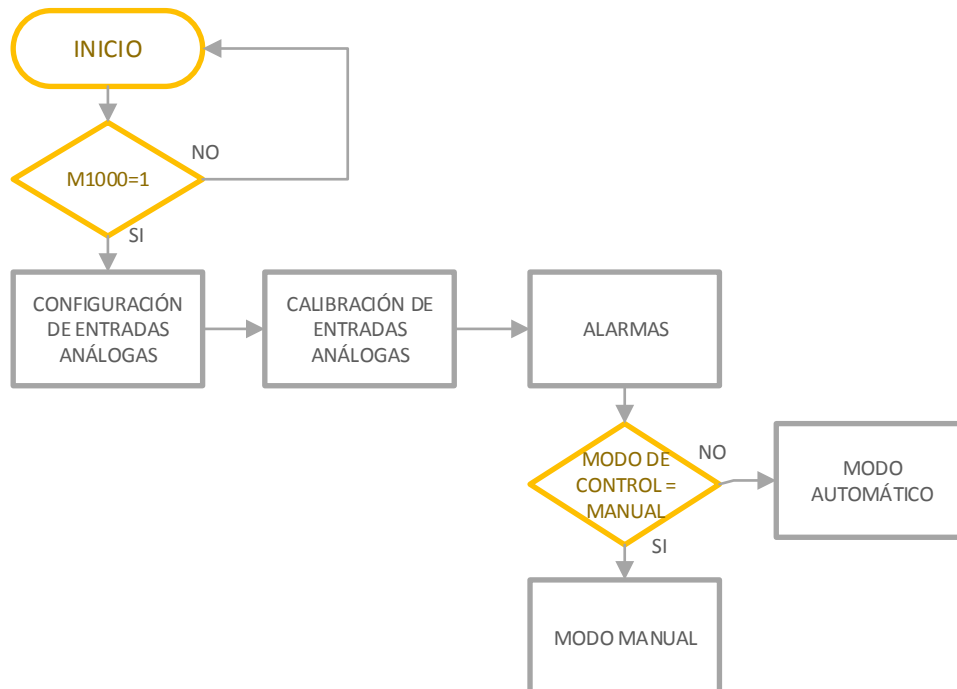 INICIO
NO
M1000=1
SI
CONFIGURACIÓN
DE ENTRADAS
ANÁLOGAS
CALIBRACIÓN DE
ENTRADAS
ANÁLOGAS
ALARMAS
MODO DE
CONTROL =
MANUAL
NO
MODO
AUTOMÁTICO
SI
MODO MANUAL